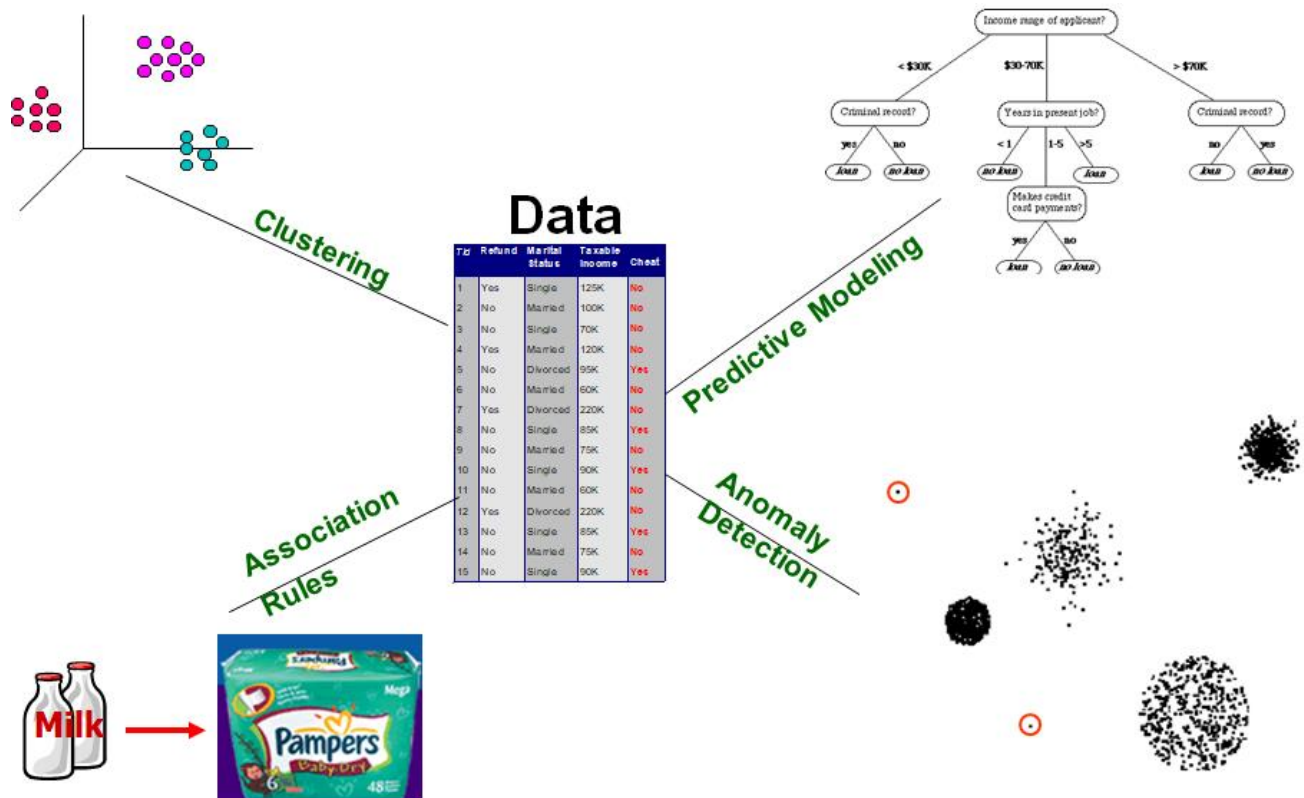 Income range of applicant?
< $30K
$30-70K
> $70K
Criminal record?
Years in present job?
Criminal record?
yes
no
< 1
1-5
>5
no
yes
loan
no loan
no loan
loan
loan
no loan
Makes credit
card payments?
yes
no
loan
no loan
Clustering
Data
Predictive Modeling
Tid Refund Marital Status Taxable Income Cheat
1 Yes Single 125K No
2 No Married 100K No
3 No Single 70K No
4 Yes Married 120K No
5 No Divorced 95K Yes
6 No Married 60K No
7 Yes Divorced 220K No
8 No Single 85K Yes
9 No Married 75K No
10 No Single 90K Yes
11 No Married 60K No
12 Yes Divorced 220K No
13 No Single 85K Yes
14 No Married 75K No
15 No Single 90K Yes
Association
Rules
Anomaly
Detection
Milk
Pampers
Mega
Pampers
Baby Dry
6
48